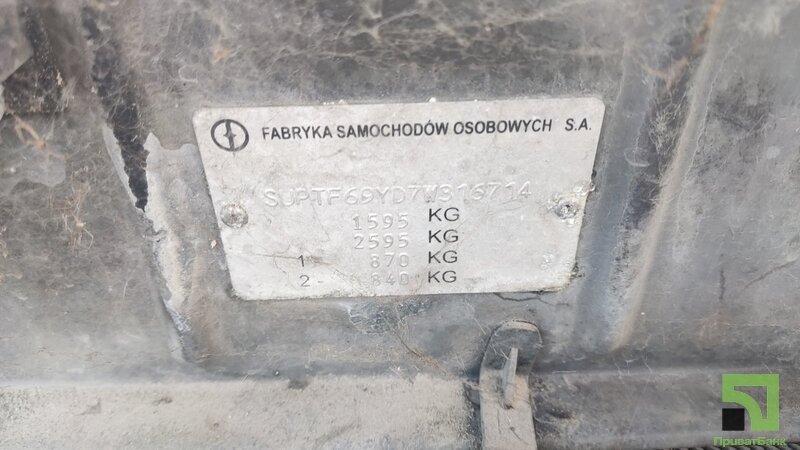 FABRYKA SAMOCHODÓW OSOBOWYCH S.A.
SUPTF69YD7W316714
1595 KG
2595 KG
1- 870 KG
2- 840 KG
ПриватБанк